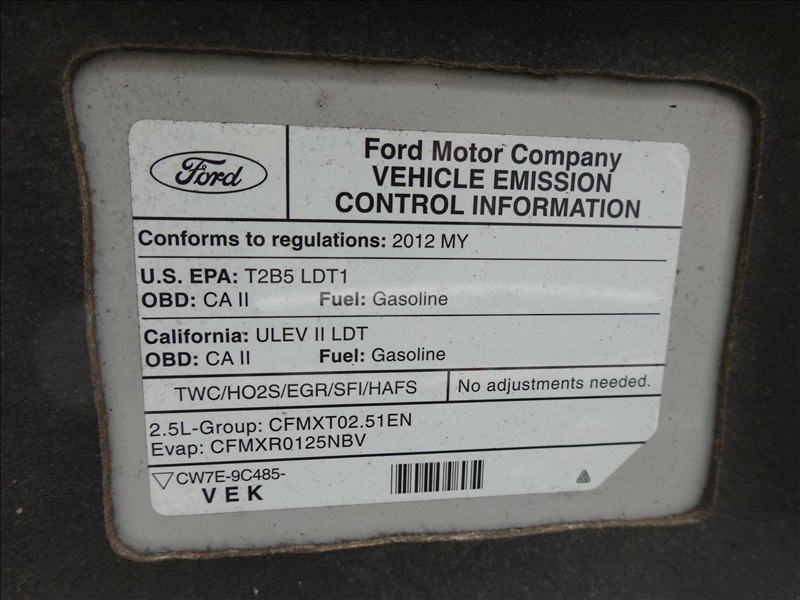 Ford
Ford Motor Company
VEHICLE EMISSION
CONTROL INFORMATION
Conforms to regulations: 2012 MY
U.S. EPA: T2B5 LDT1
OBD: CA II Fuel: Gasoline
California: ULEV II LDT
OBD: CA II Fuel: Gasoline
TWC/HO2S/EGR/SFI/HAFS No adjustments needed.
2.5L-Group: CFMXT02.51EN
Evap: CFMXR0125NBV
CW7E-9C485-
VEK